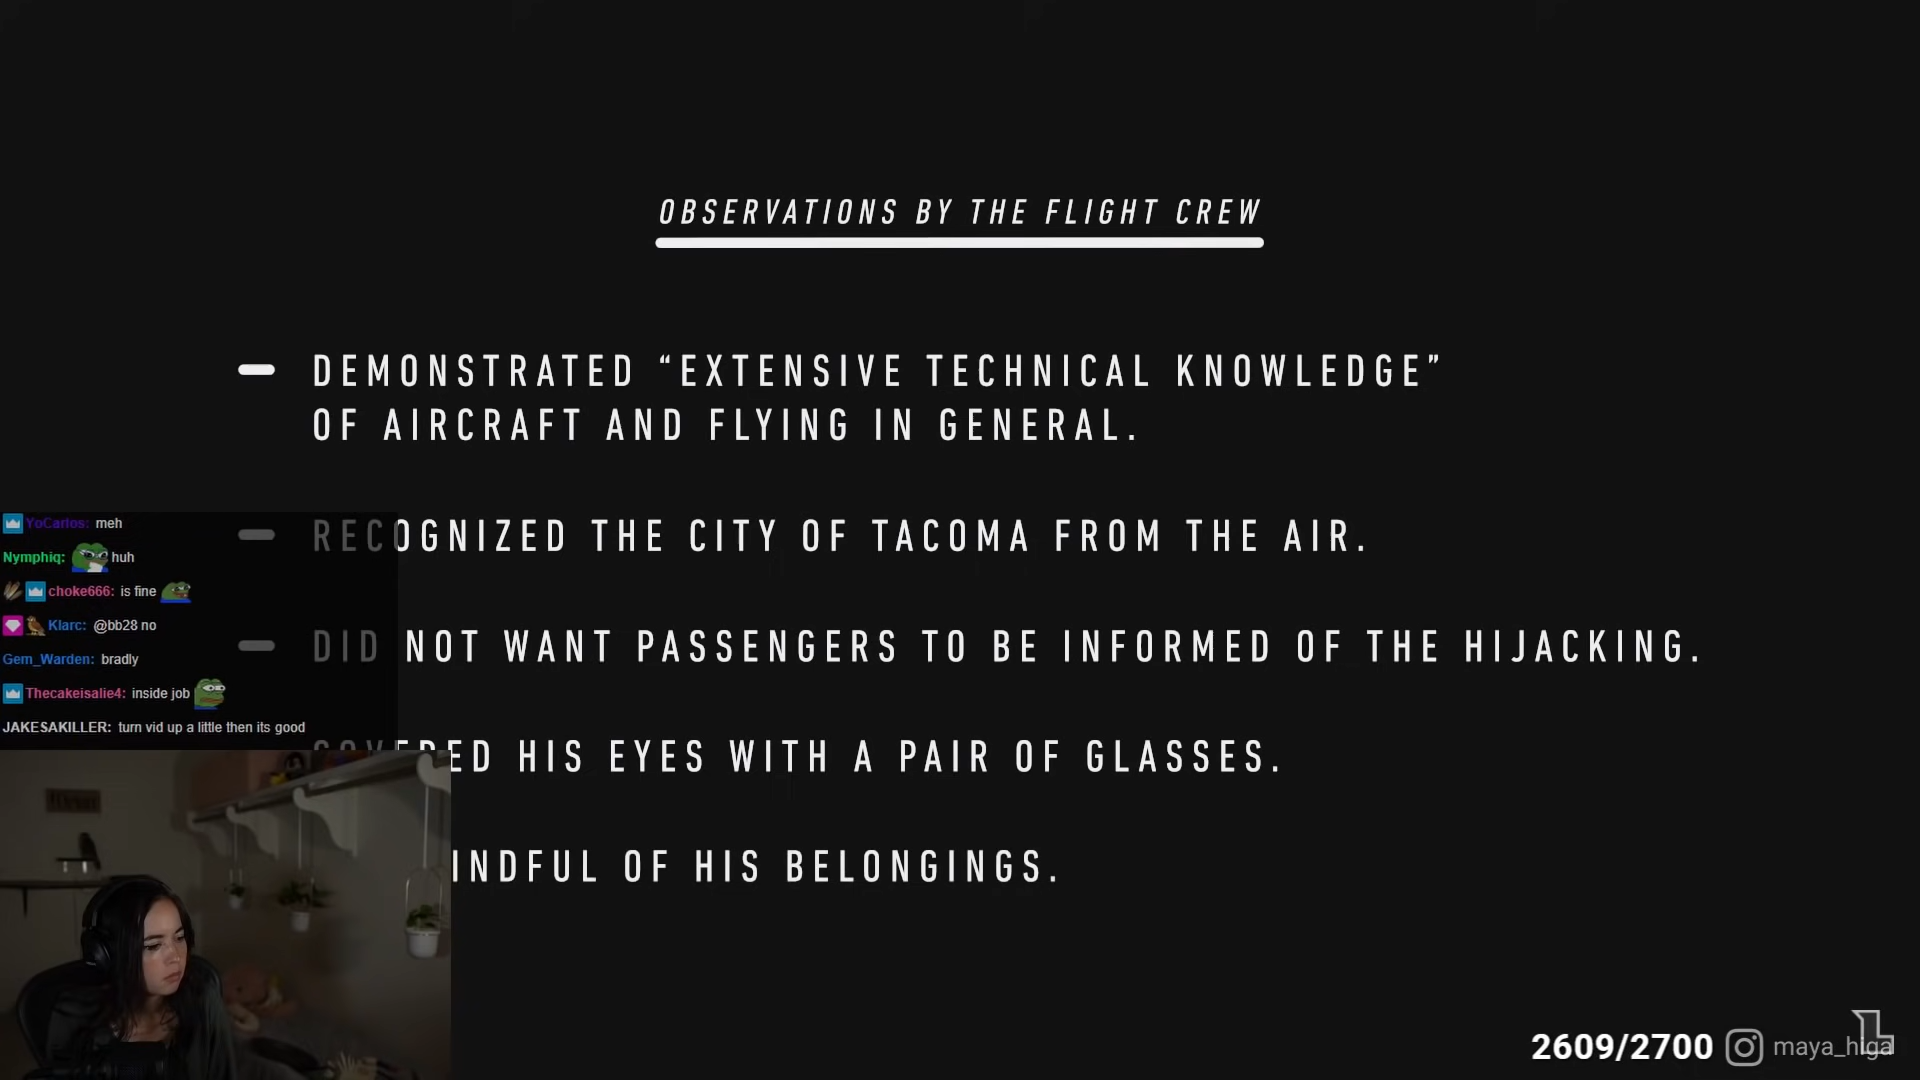 OBSERVATIONS BY THE FLIGHT CREW
DEMONSTRATED “EXTENSIVE TECHNICAL KNOWLEDGE”
OF AIRCRAFT AND FLYING IN GENERAL.
RECOGNIZED THE CITY OF TACOMA FROM THE AIR.
DID NOT WANT PASSENGERS TO BE INFORMED OF THE HIJACKING.
COVERED HIS EYES WITH A PAIR OF GLASSES.
OF HIS BELONGINGS.
YoCarlos: meh
Nymphiq: huh
choke666: is fine
Klarc: @bb28 no
Gem_Warden: bradly
Thecakeisalie4: inside job
JAKESAKILLER: turn vid up a little then its good
2609/2700 maya_higa